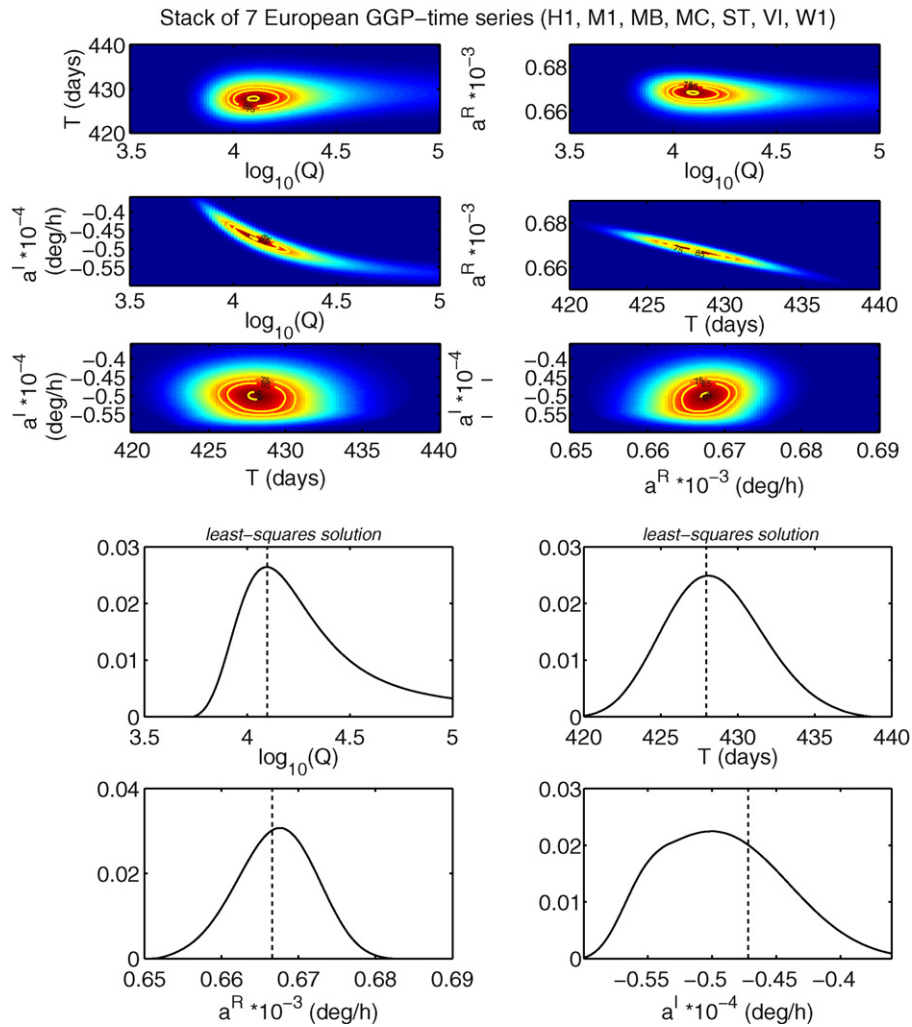 Stack of 7 European GGP−time series (H1, M1, MB, MC, ST, VI, W1)
T (days)
440
430
420
3.5 4 4.5 5
log10(Q)
a^R *10^−3
0.68
0.66
3.5 4 4.5 5
log10(Q)
a^I *10^−4
(deg/h)
−0.4
−0.45
−0.5
−0.55
3.5 4 4.5 5
log10(Q)
a^R *10^−3
0.68
0.66
75 85
420 425 430 435 440
T (days)
a^I *10^−4
(deg/h)
−0.4
−0.45
−0.5
−0.55
420 430 440
T (days)
a^I *10^−4
−0.4
−0.45
−0.5
−0.55
0.65 0.66 0.67 0.68 0.69
a^R *10^−3 (deg/h)
least−squares solution
0.03
0.02
0.01
0
3.5 4 4.5 5
log10(Q)
least−squares solution
0.03
0.02
0.01
0
420 425 430 435 440
T (days)
0.04
0.02
0
0.65 0.66 0.67 0.68 0.69
a^R *10^−3 (deg/h)
0.03
0.02
0.01
0
−0.55 −0.5 −0.45 −0.4
a^I *10^−4 (deg/h)